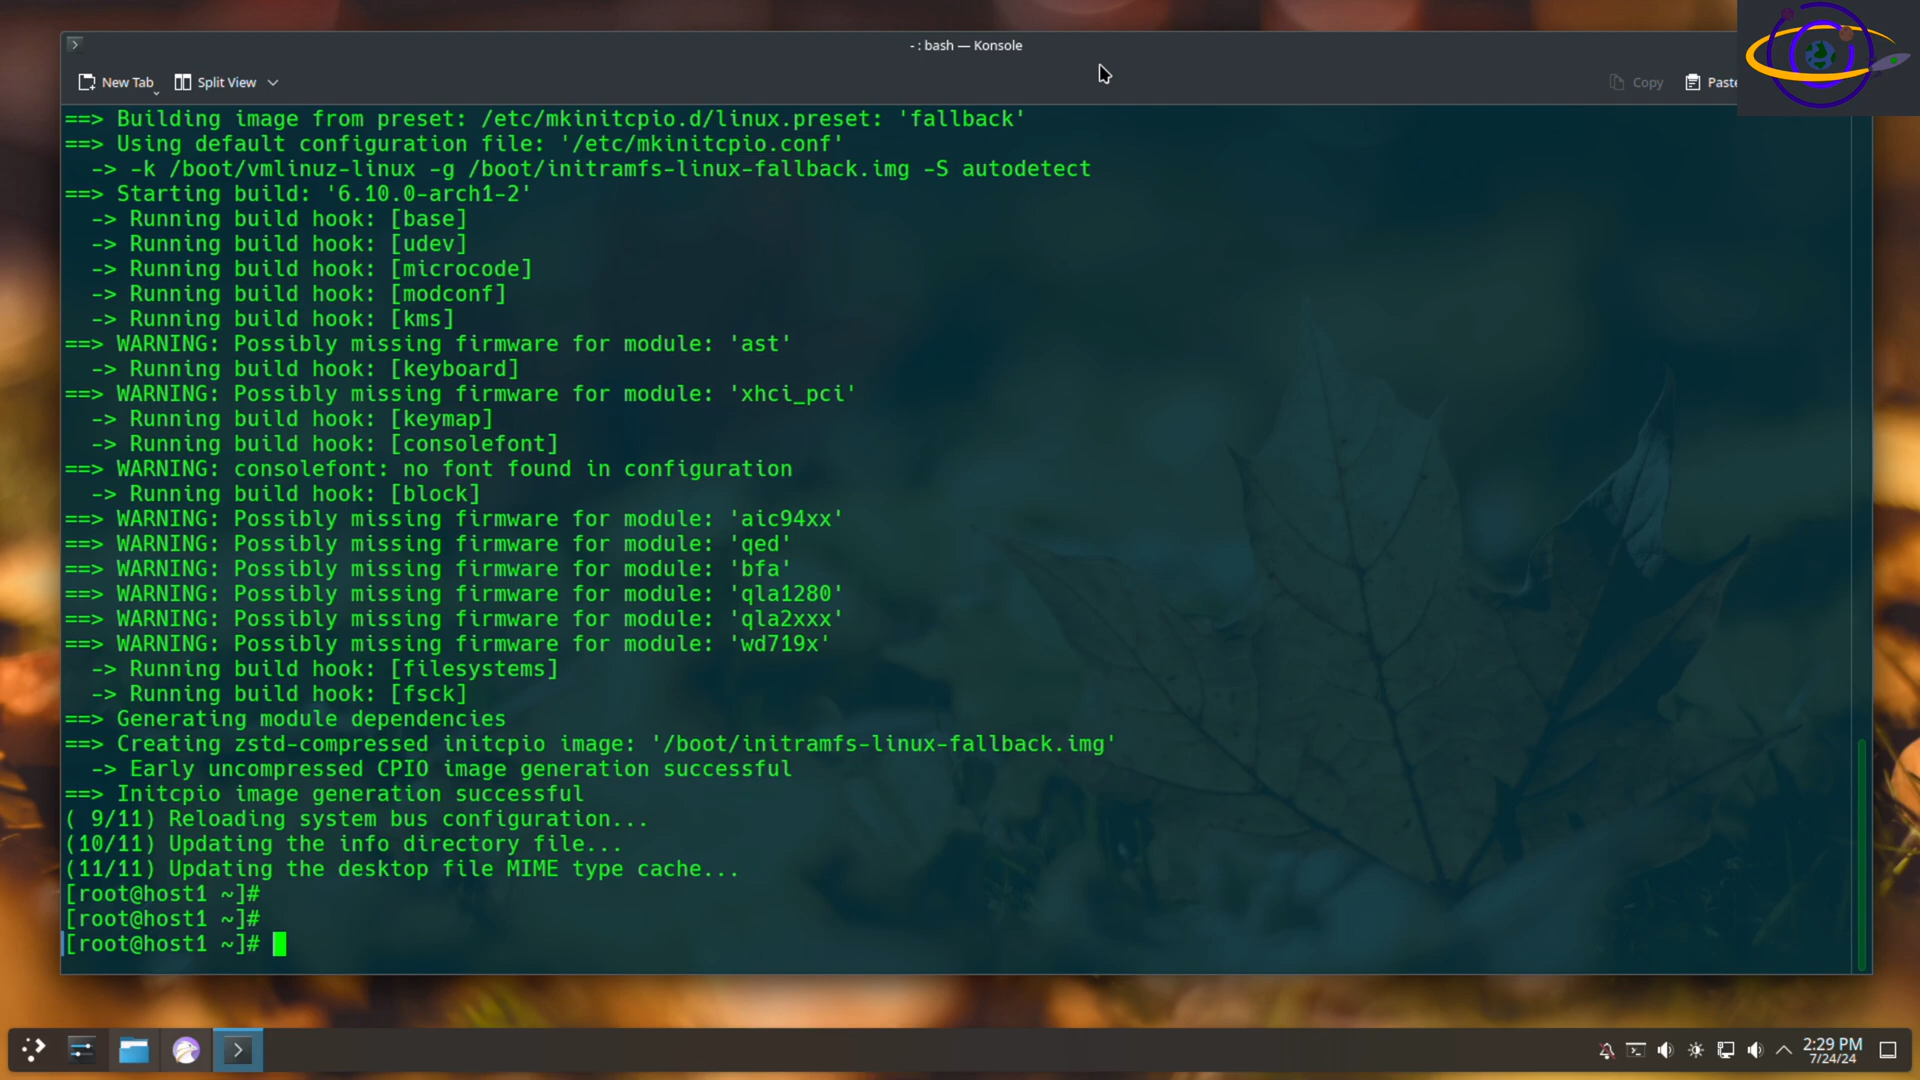 - : bash — Konsole
New Tab
Split View
Copy
Paste
==> Building image from preset: /etc/mkinitcpio.d/linux.preset: 'fallback'
==> Using default configuration file: '/etc/mkinitcpio.conf'
  -> -k /boot/vmlinuz-linux -g /boot/initramfs-linux-fallback.img -S autodetect
==> Starting build: '6.10.0-arch1-2'
  -> Running build hook: [base]
  -> Running build hook: [udev]
  -> Running build hook: [microcode]
  -> Running build hook: [modconf]
  -> Running build hook: [kms]
==> WARNING: Possibly missing firmware for module: 'ast'
  -> Running build hook: [keyboard]
==> WARNING: Possibly missing firmware for module: 'xhci_pci'
  -> Running build hook: [keymap]
  -> Running build hook: [consolefont]
==> WARNING: consolefont: no font found in configuration
  -> Running build hook: [block]
==> WARNING: Possibly missing firmware for module: 'aic94xx'
==> WARNING: Possibly missing firmware for module: 'qed'
==> WARNING: Possibly missing firmware for module: 'bfa'
==> WARNING: Possibly missing firmware for module: 'qla1280'
==> WARNING: Possibly missing firmware for module: 'qla2xxx'
==> WARNING: Possibly missing firmware for module: 'wd719x'
  -> Running build hook: [filesystems]
  -> Running build hook: [fsck]
==> Generating module dependencies
==> Creating zstd-compressed initcpio image: '/boot/initramfs-linux-fallback.img'
  -> Early uncompressed CPIO image generation successful
==> Initcpio image generation successful
( 9/11) Reloading system bus configuration...
(10/11) Updating the info directory file...
(11/11) Updating the desktop file MIME type cache...
[root@host1 ~]#
[root@host1 ~]#
[root@host1 ~]#
2:29 PM
7/24/24